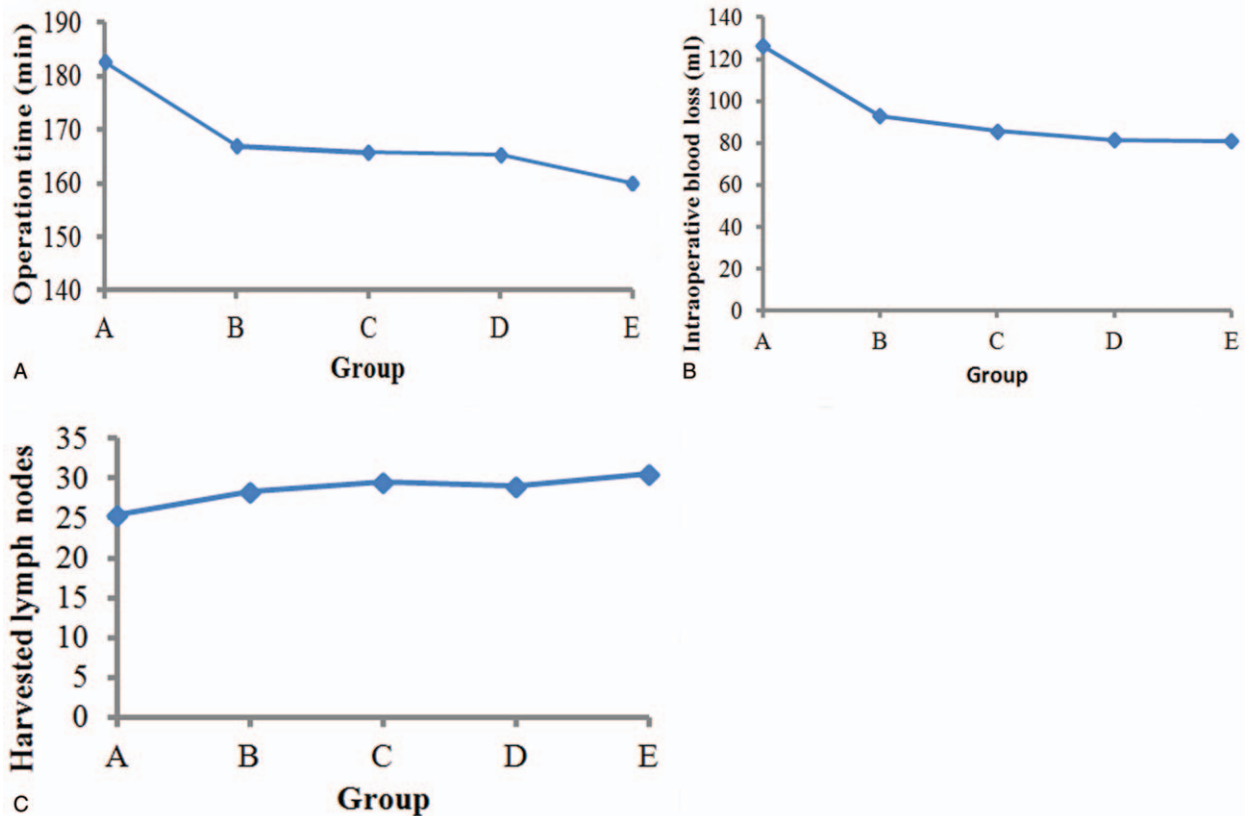 Operation time (min)
190
180
170
160
150
140
A B C D E
Group
A
Intraoperative blood loss (ml)
140
120
100
80
60
40
20
0
A B C D E
Group
B
Harvested lymph nodes
35
30
25
20
15
10
5
0
A B C D E
Group
C